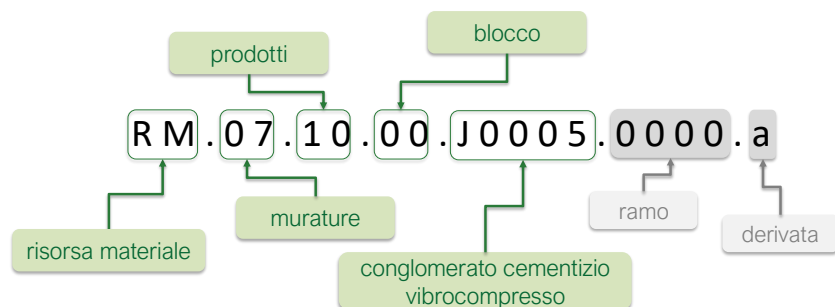 blocco
prodotti
RM.07.10.00.J0005.0000.a
murature
ramo
derivata
risorsa materiale
conglomerato cementizio
vibrocompresso